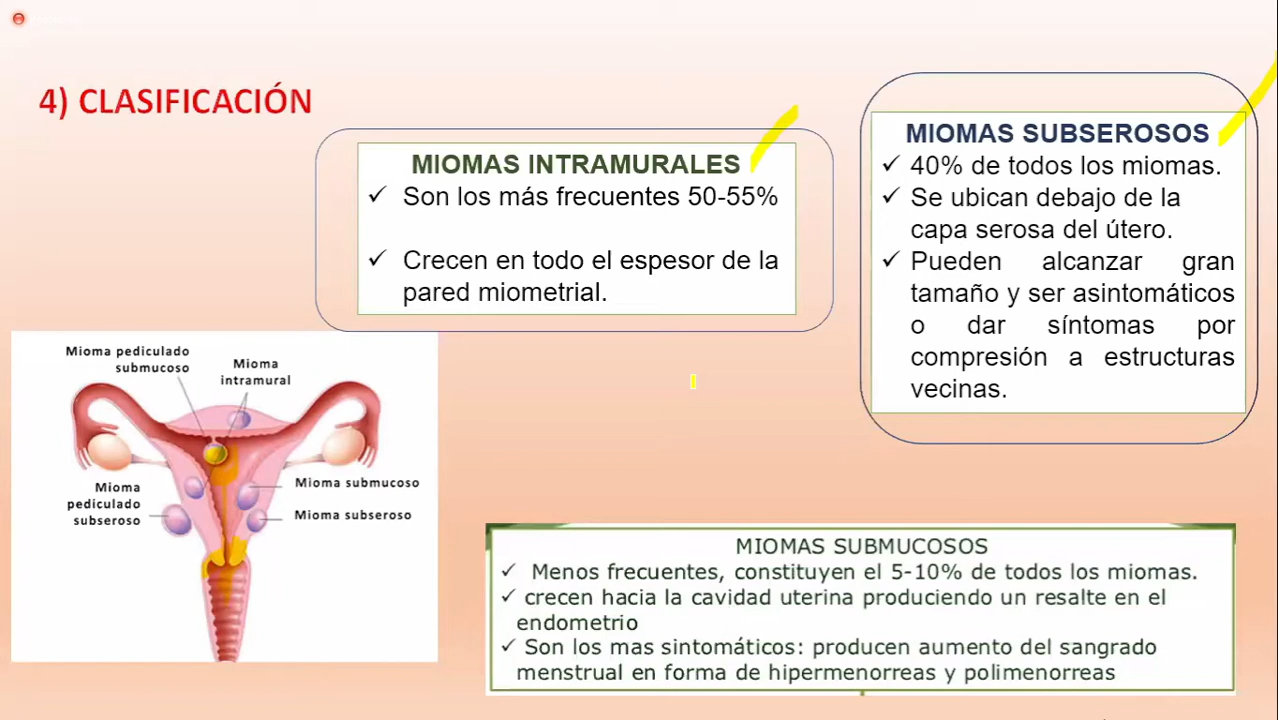 4) CLASIFICACIÓN
MIOMAS INTRAMURALES
✓ Son los más frecuentes 50-55%
✓ Crecen en todo el espesor de la
pared miometrial.
MIOMAS SUBSEROSOS
✓ 40% de todos los miomas.
✓ Se ubican debajo de la
capa serosa del útero.
✓ Pueden alcanzar gran
tamaño y ser asintomáticos
o dar síntomas por
compresión a estructuras
vecinas.
Mioma pediculado
submucoso
Mioma
intramural
Mioma submucoso
Mioma
pediculado
subseroso
Mioma subseroso
MIOMAS SUBMUCOSOS
✓ Menos frecuentes, constituyen el 5-10% de todos los miomas.
✓ crecen hacia la cavidad uterina produciendo un resalte en el
endometrio
✓ Son los mas sintomáticos: producen aumento del sangrado
menstrual en forma de hipermenorreas y polimenorreas